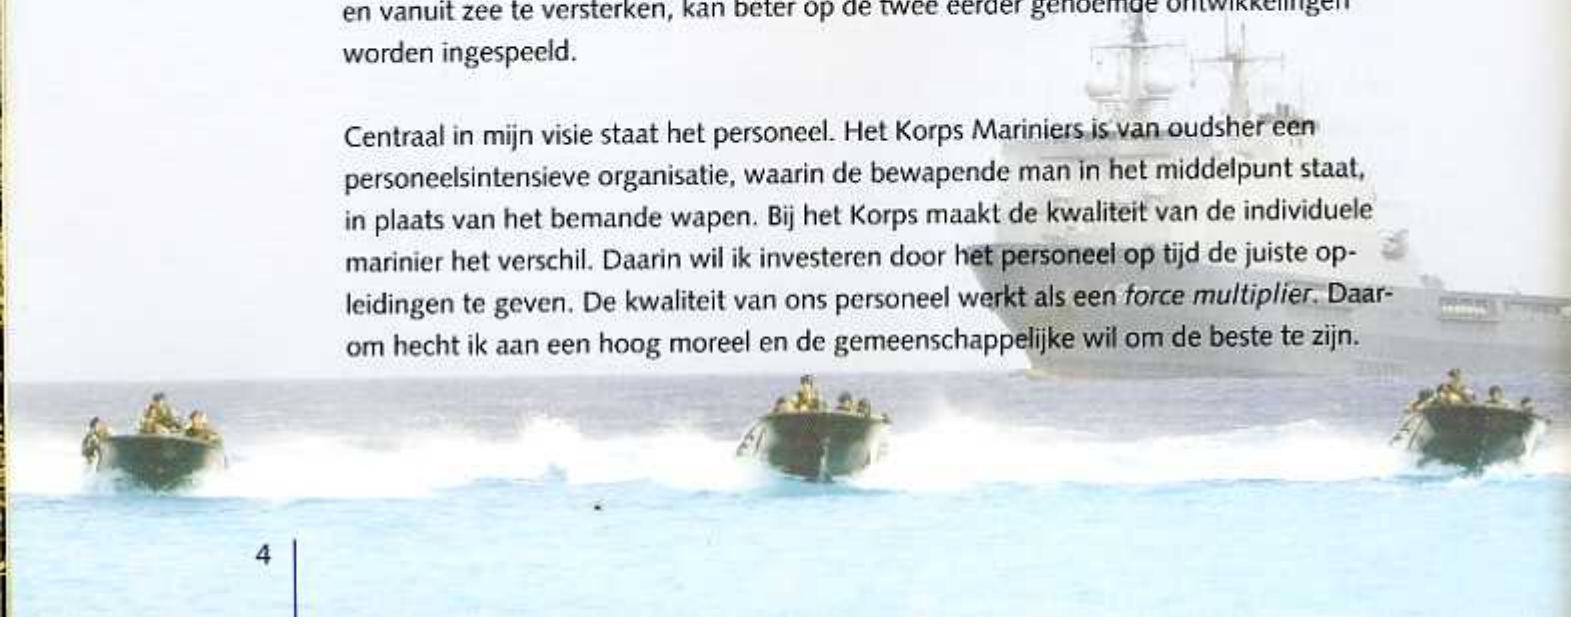 en vanuit zee te versterken, kan beter op de twee eerder genoemde ontwikkelingen
worden ingespeeld.
Centraal in mijn visie staat het personeel. Het Korps Mariniers is van oudsher een
personeelsintensieve organisatie, waarin de bewapende man in het middelpunt staat,
in plaats van het bemande wapen. Bij het Korps maakt de kwaliteit van de individuele
marinier het verschil. Daarin wil ik investeren door het personeel op tijd de juiste op-
leidingen te geven. De kwaliteit van ons personeel werkt als een force multiplier. Daar-
om hecht ik aan een hoog moreel en de gemeenschappelijke wil om de beste te zijn.
4